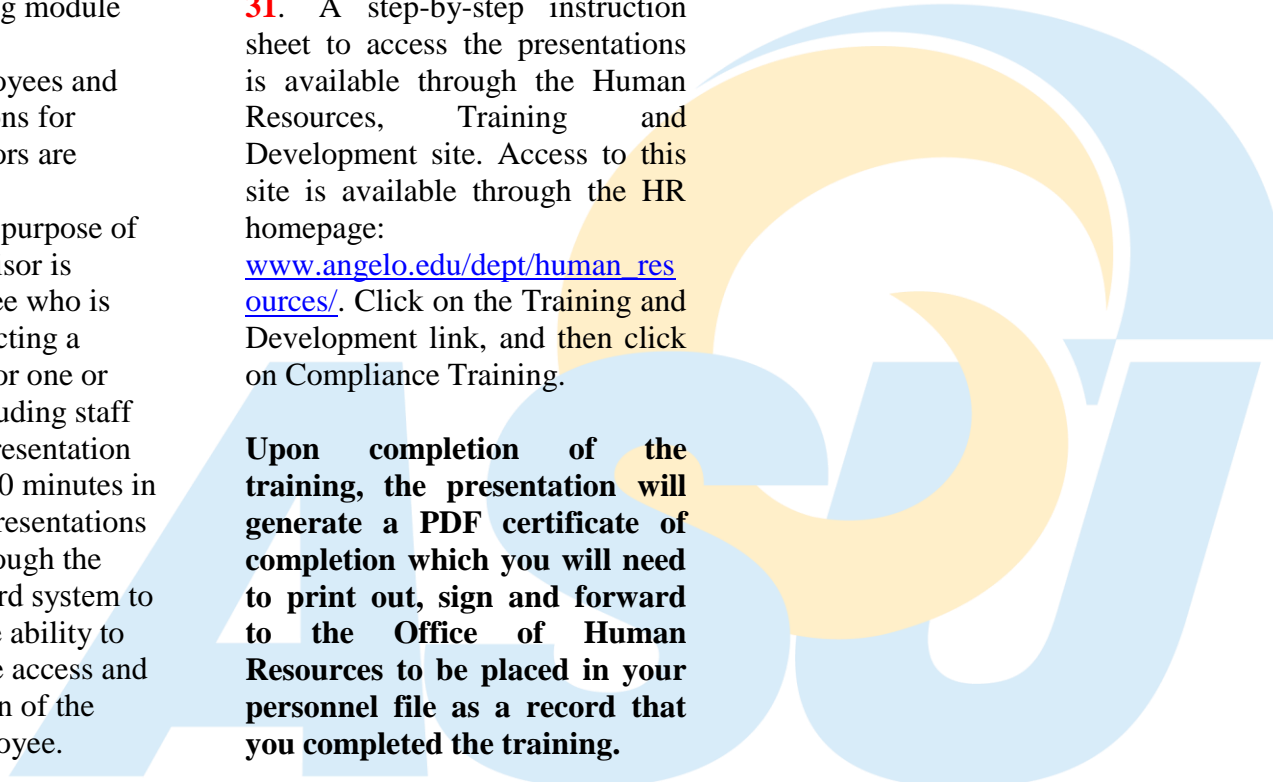 g module
oyees and
ons for
ors are
purpose of
isor is
ee who is
cting a
or one or
uding staff
resentation
0 minutes in
resentations
ough the
rd system to
e ability to
e access and
n of the
oyee.
31. A step-by-step instruction
sheet to access the presentations
is available through the Human
Resources, Training and
Development site. Access to this
site is available through the HR
homepage:
www.angelo.edu/dept/human_res
ources/. Click on the Training and
Development link, and then click
on Compliance Training.
Upon completion of the
training, the presentation will
generate a PDF certificate of
completion which you will need
to print out, sign and forward
to the Office of Human
Resources to be placed in your
personnel file as a record that
you completed the training.
ASU